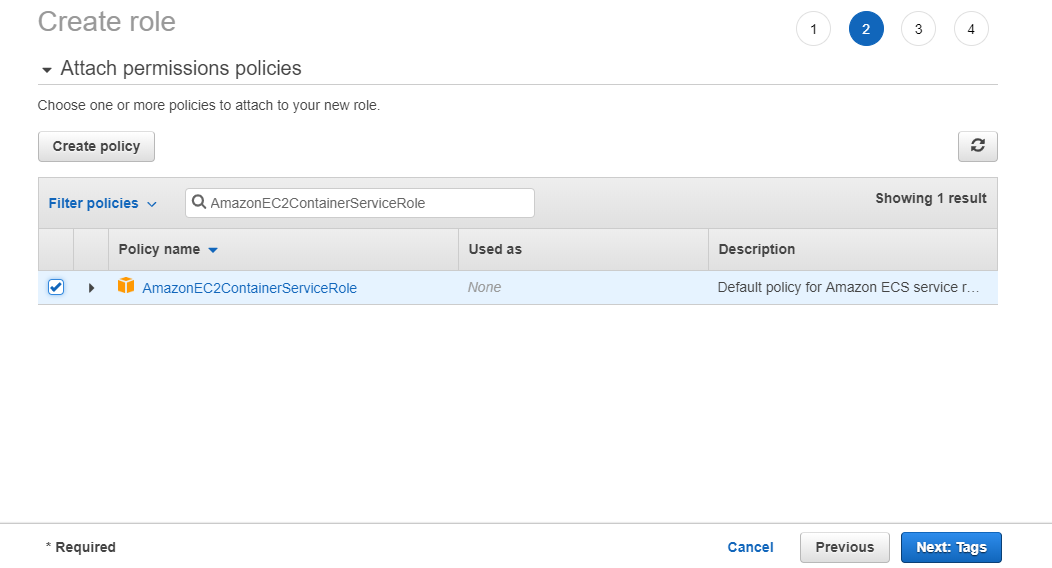 Create role
1 2 3 4
Attach permissions policies
Choose one or more policies to attach to your new role.
Create policy
Filter policies AmazonEC2ContainerServiceRole Showing 1 result
Policy name Used as Description
AmazonEC2ContainerServiceRole None Default policy for Amazon ECS service r…
* Required Cancel Previous Next: Tags